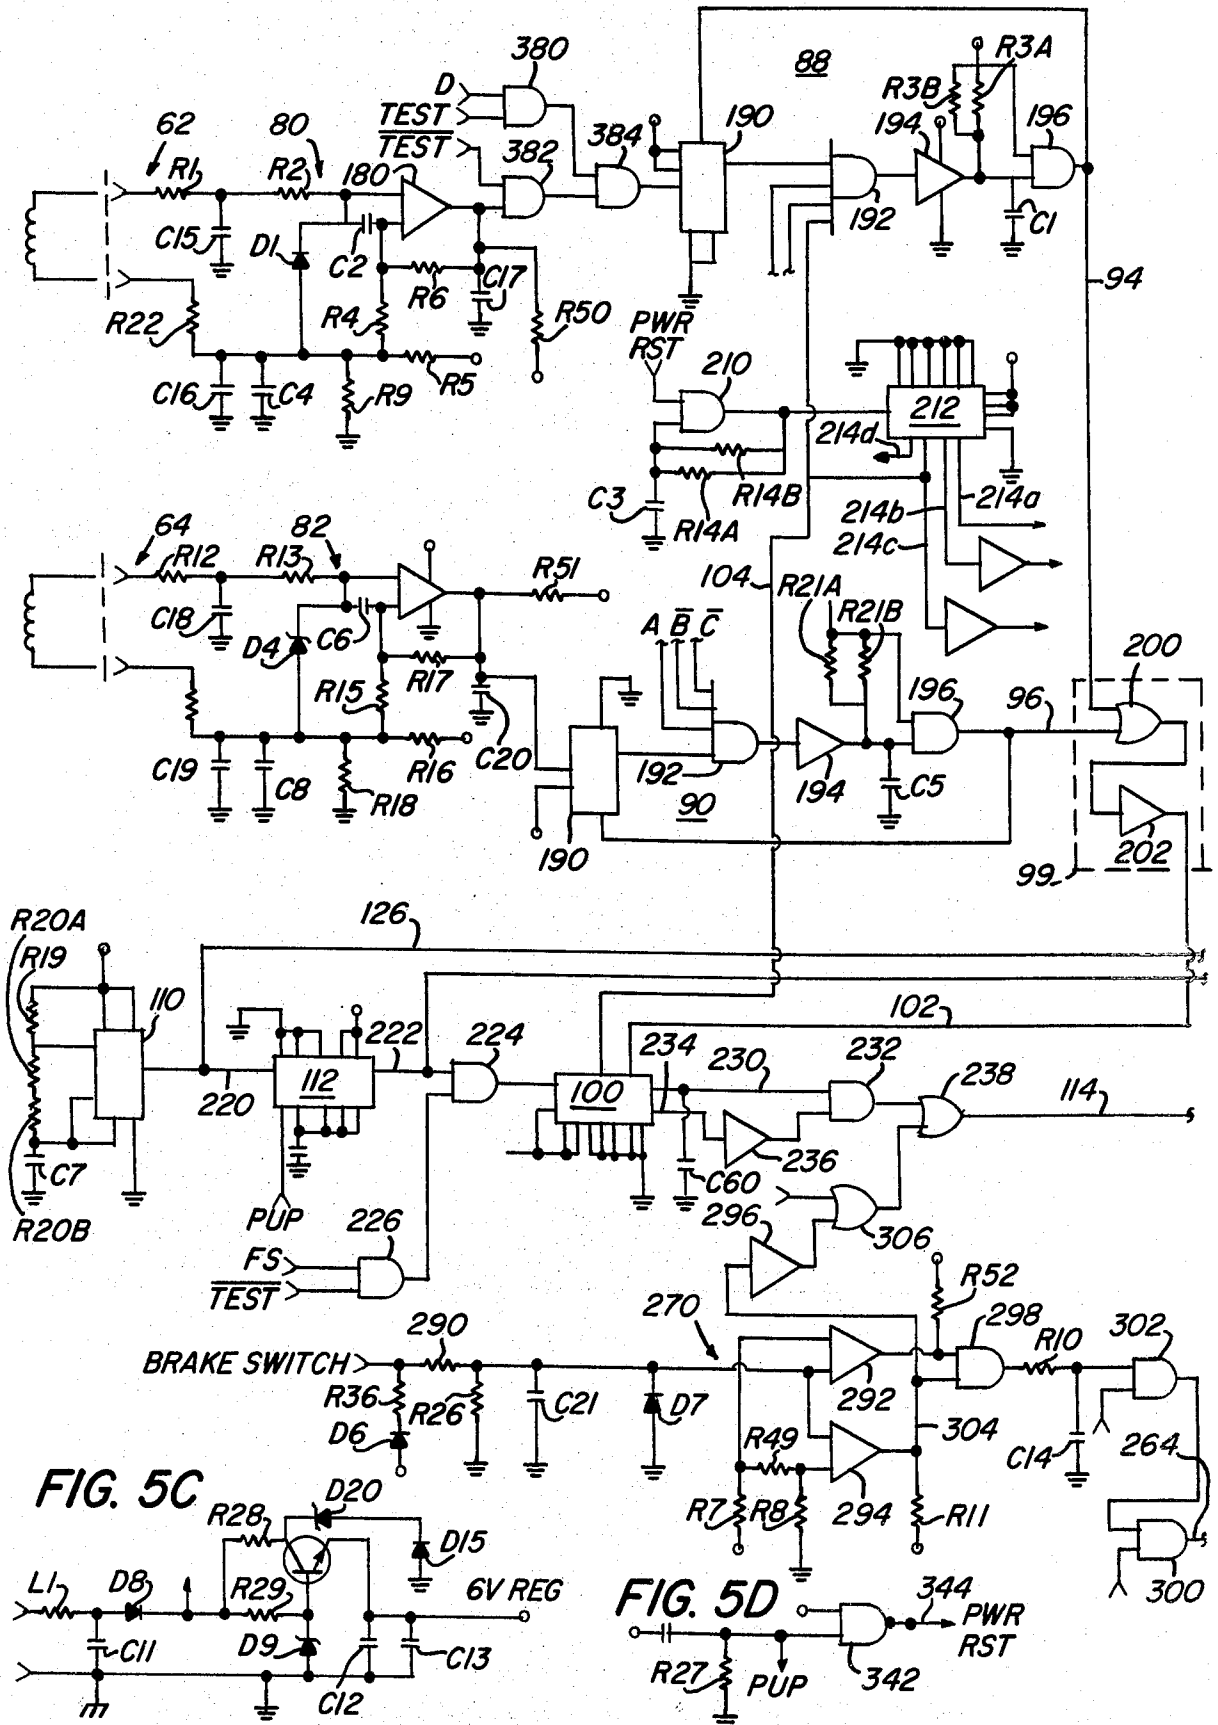 380
88
R3A
D
R3B
62
80
TEST
190
194
196
TEST
382
384
R1
R2
180
192
C15
D1
C2
R6
C17
C1
94
R22
R4
R50
PWR
RST
210
C16
C4
R9
R5
212
214d
R14B
C3
R14A
214b
214a
214c
64
82
R12
R13
R51
104
R21A
R21B
C18
D4
C6
A B C
200
R15
R17
196
96
C19
C8
R16
C20
192
194
C5
R18
90
190
202
99
R20A
126
R19
110
102
222
224
234
230
232
238
112
100
114
220
C7
236
C60
R20B
PUP
226
296
306
FS
TEST
R52
270
298
302
290
R10
BRAKE SWITCH
R36
R26
C21
D7
292
D6
R49
304
C14
264
FIG. 5C
D20
R28
R7
R8
294
R11
D15
L1
D8
R29
6V REG
300
FIG. 5D
344
PWR
RST
C11
D9
C12
C13
R27
PUP
342